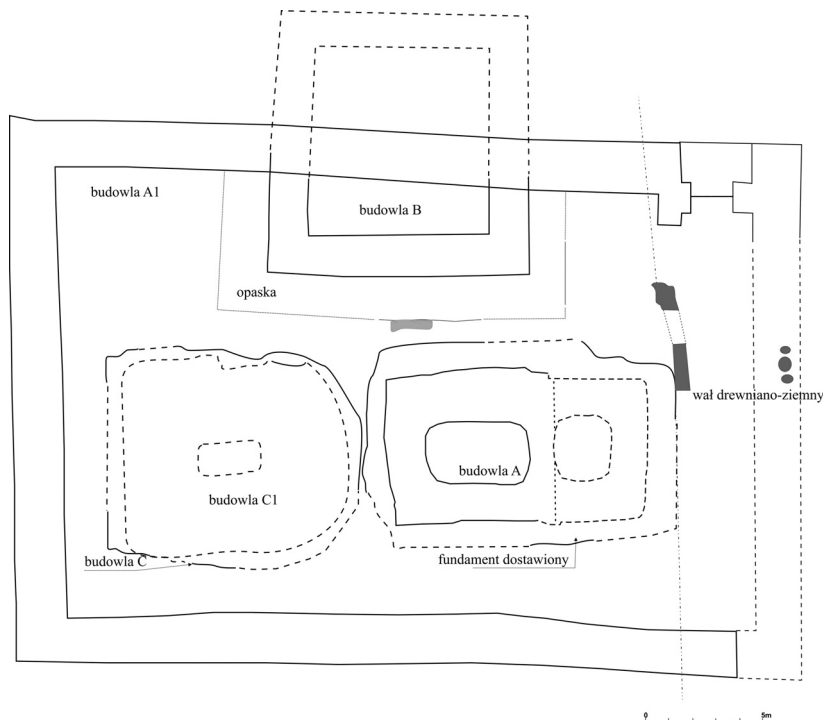 budowla A1
budowla B
opaska
wał drewniano-ziemny
budowla A
budowla C1
budowla C
fundament dostawiony
0 5m